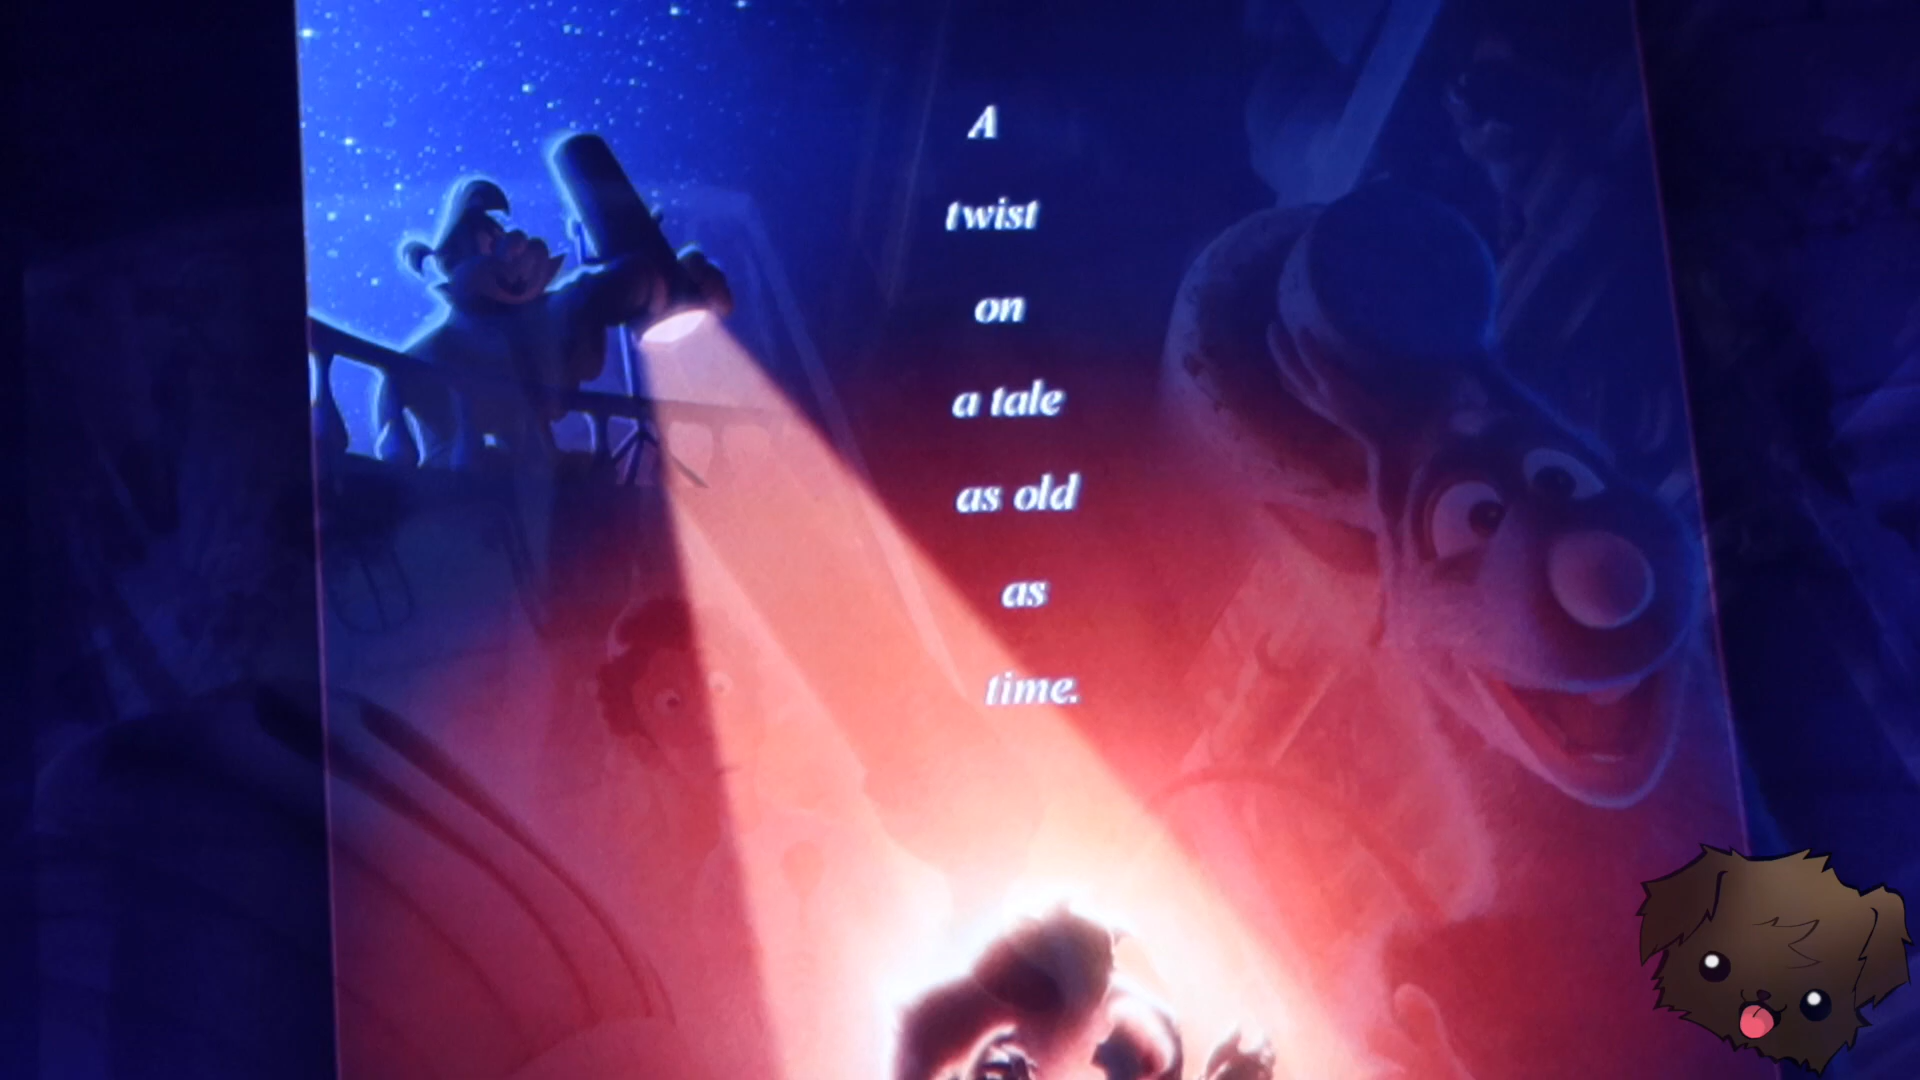 A
twist
on
a tale
as old
as
time.